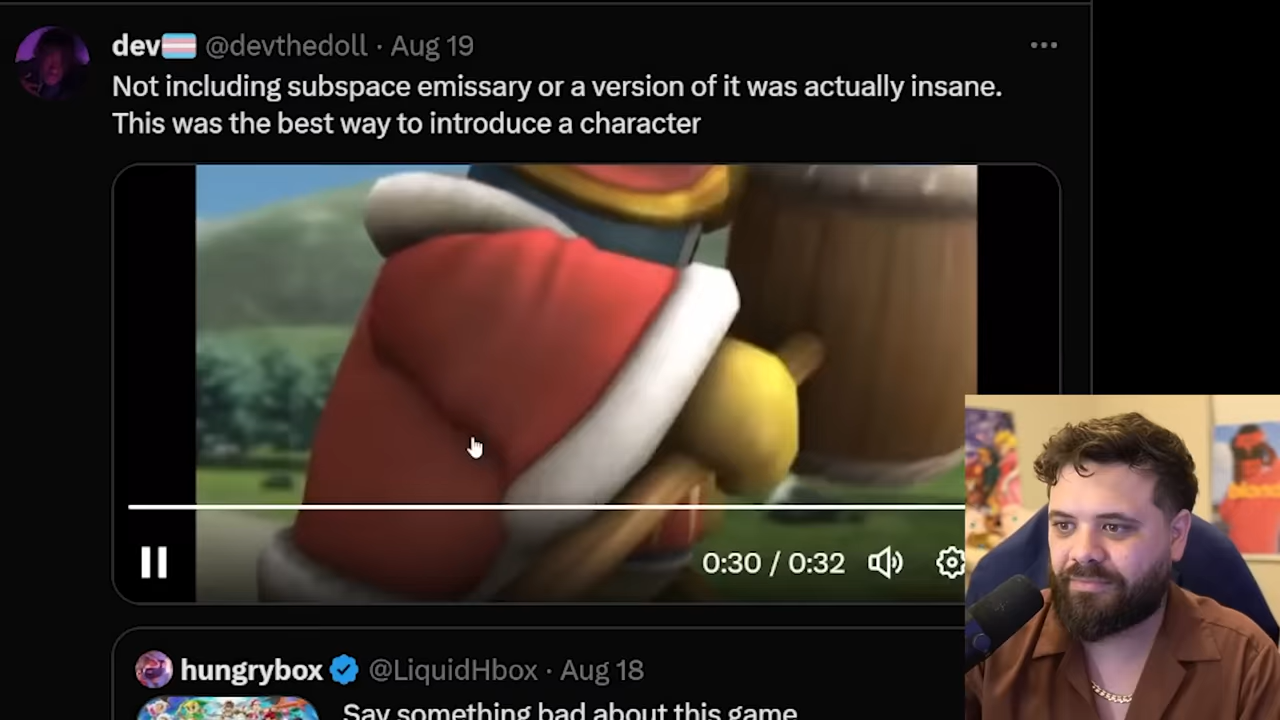 dev @devthedoll · Aug 19
Not including subspace emissary or a version of it was actually insane.
This was the best way to introduce a character
0:30 / 0:32
hungrybox @LiquidHbox · Aug 18
Say something bad about this game
blond